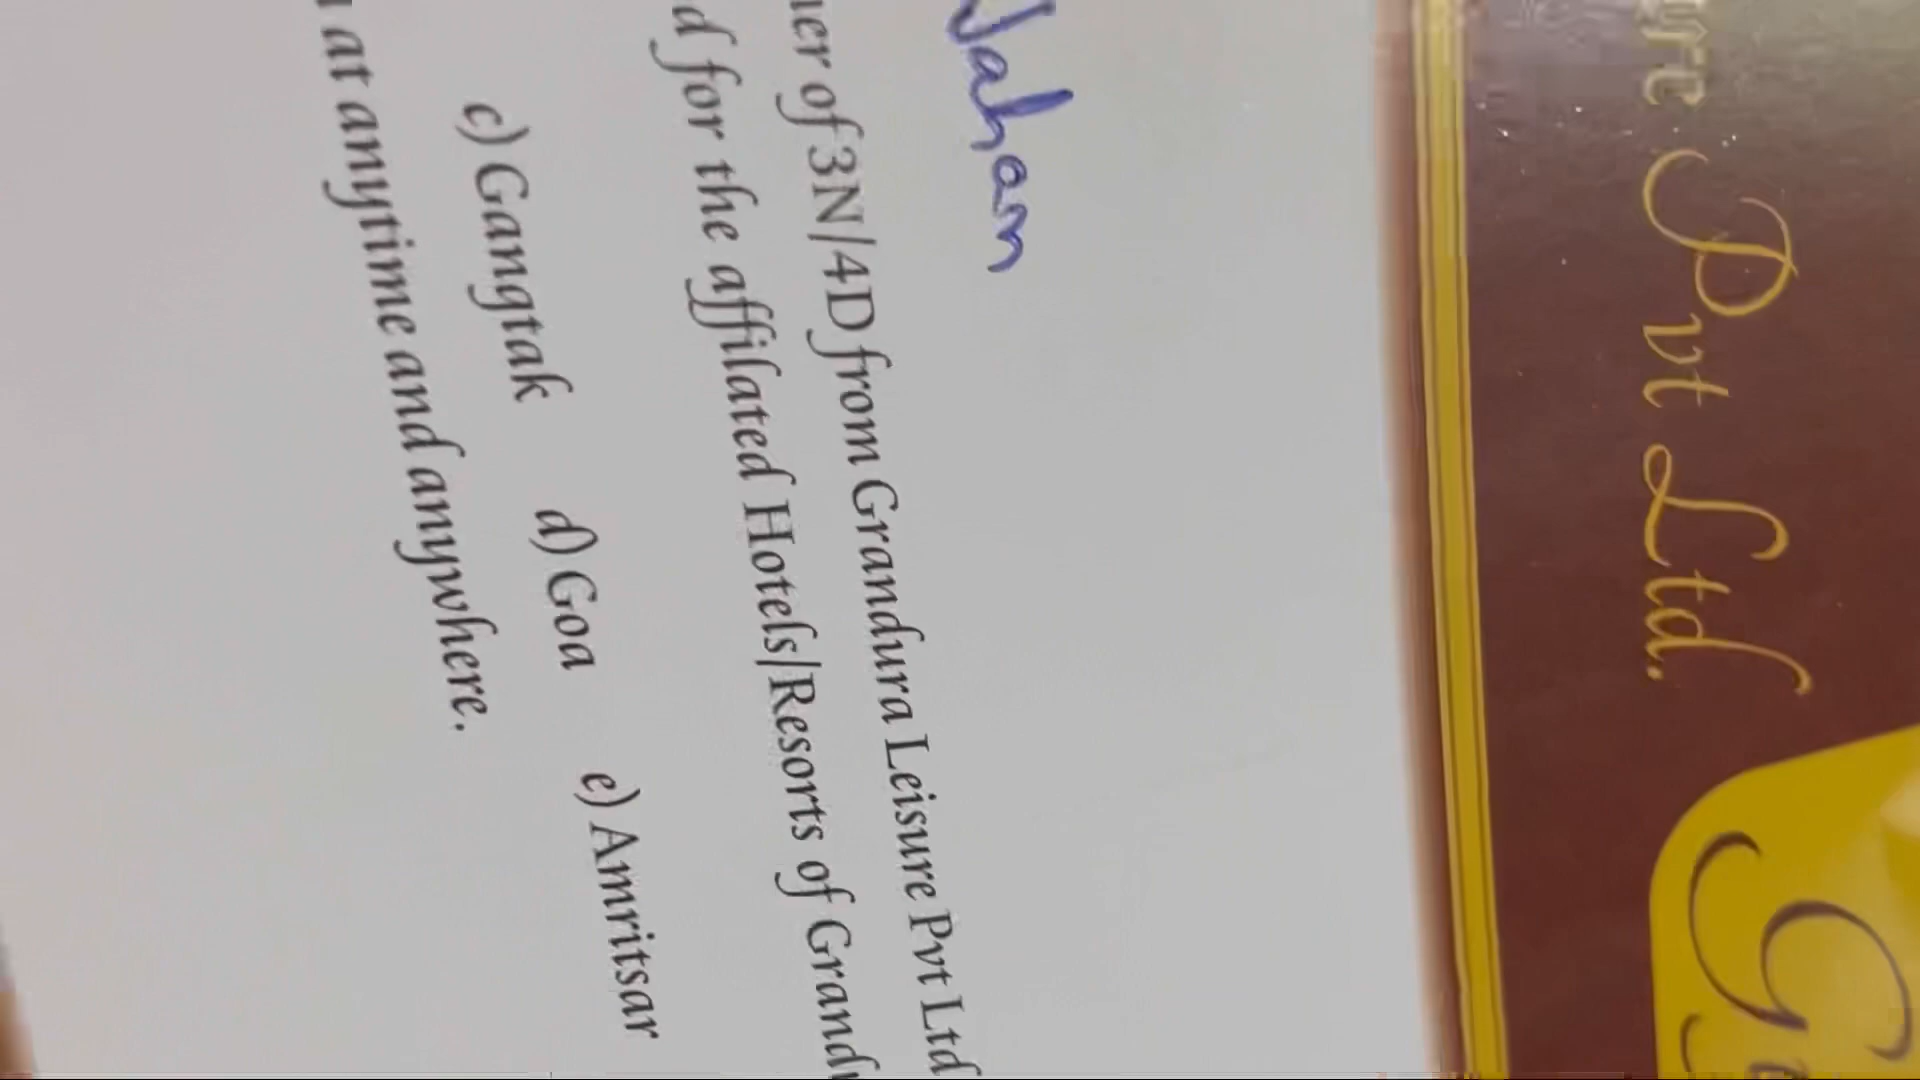 Pvt Ltd.
Jahan
of 3N/4D from Grandura Leisure Pvt Ltd
for the affilated Hotels/Resorts of
c) Gangtak d) Goa e) Amritsar
at anytime and anywhere.